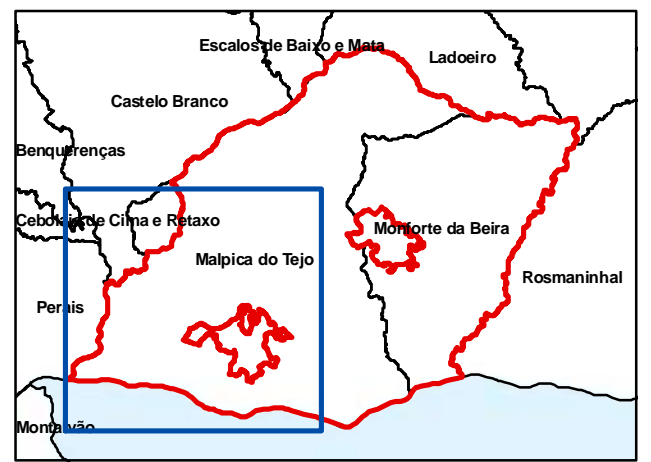 Escalos de Baixo e Mata
Ladoeiro
Castelo Branco
Benquerenças
Cebolais de Cima e Retaxo
Monforte da Beira
Malpica do Tejo
Rosmaninhal
Perais
Montalvão